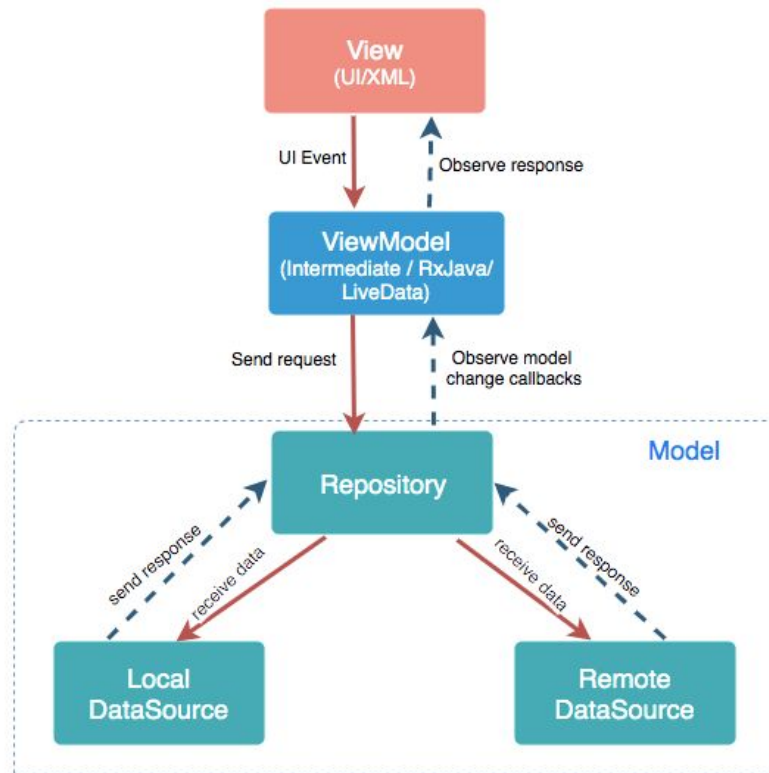 View
(UI/XML)
UI Event
Observe response
ViewModel
(Intermediate / RxJava/
LiveData)
Send request
Observe model
change callbacks
Model
Repository
send response
receive data
receive data
send response
Local
DataSource
Remote
DataSource